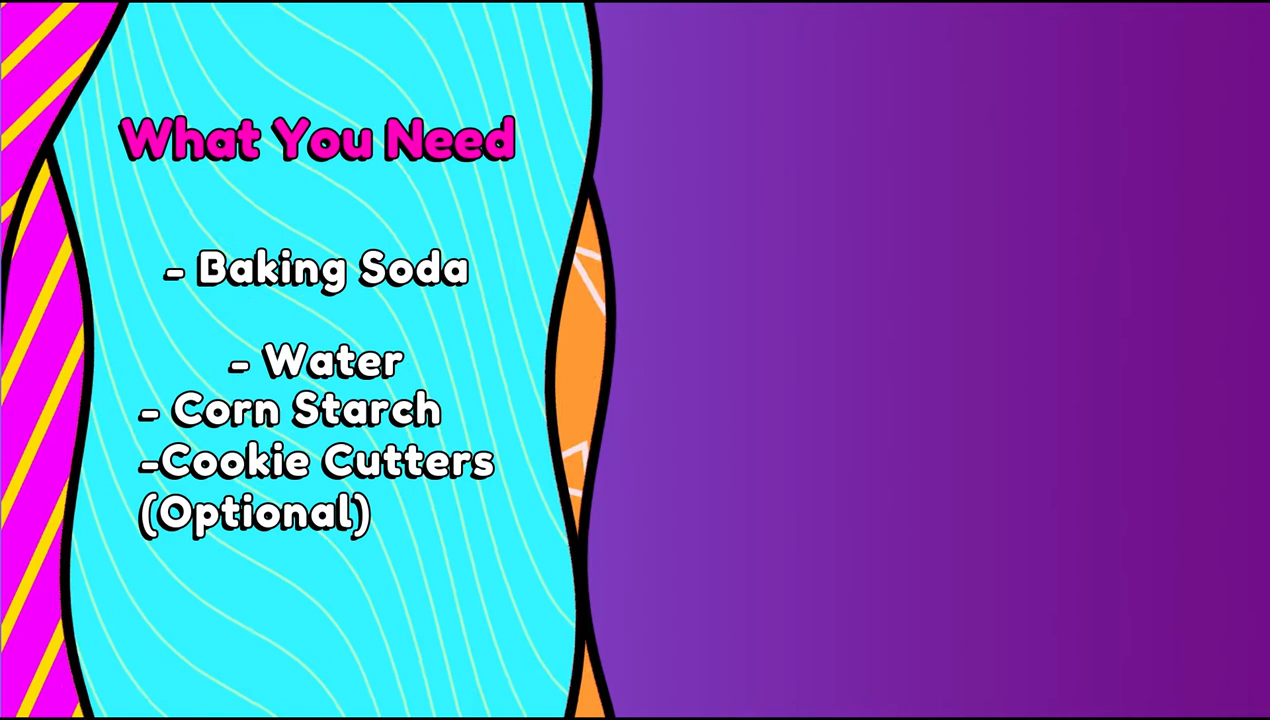 What You Need
- Baking Soda
- Water
- Corn Starch
-Cookie Cutters
(Optional)